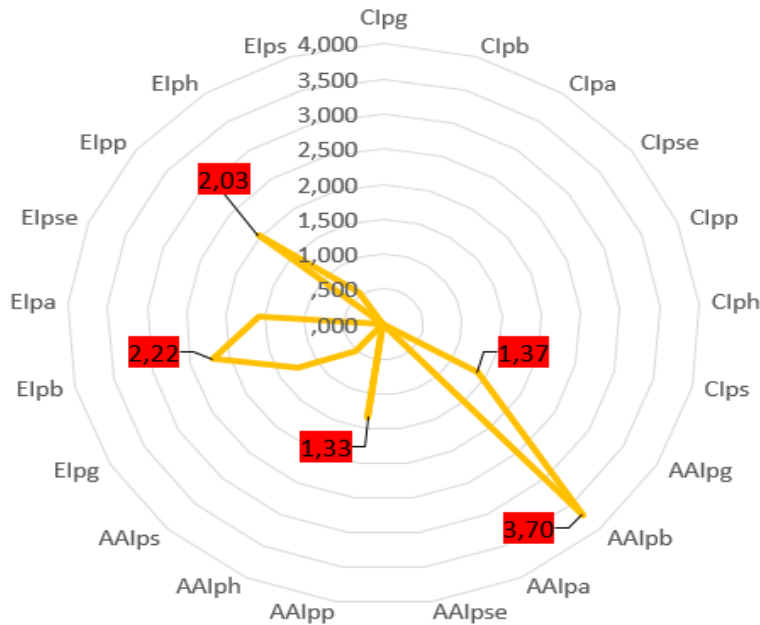 CIpg
CIpb
CIpa
CIpse
CIpp
CIph
CIps
AAIpg
AAIpb
AAIpa
AAIpse
AAIpp
AAIph
AAIps
EIpg
EIpb
EIpa
EIpse
EIpp
EIph
EIps
4,000
3,500
3,000
2,500
2,000
1,500
1,000
,500
,000
2,03
2,22
1,33
1,37
3,70